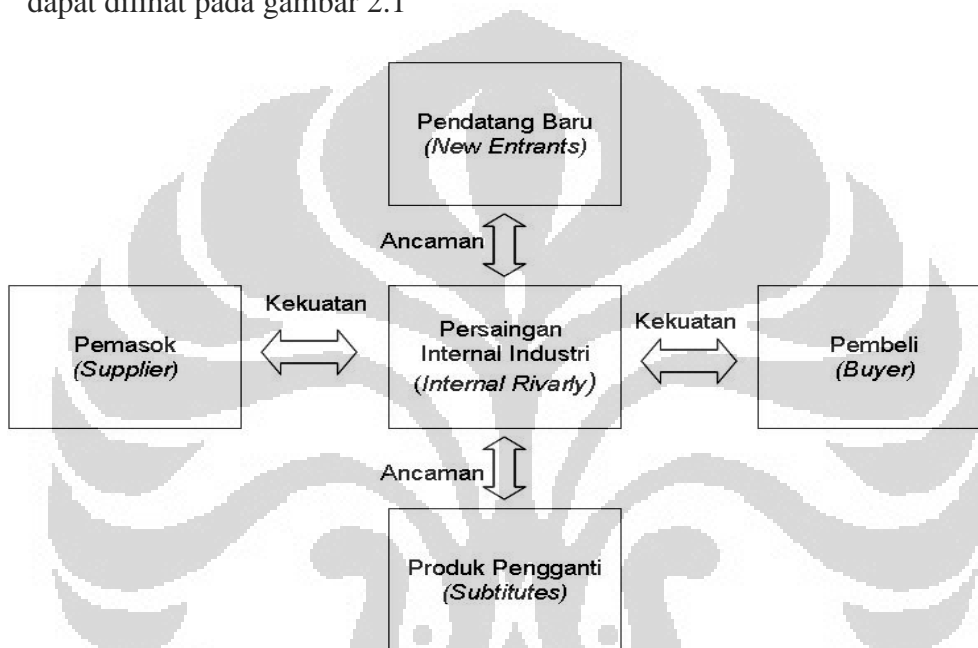 dapat dilihat pada gambar 2.1
Pendatang Baru
(New Entrants)
Ancaman
Pemasok
(Supplier)
Kekuatan
Persaingan
Internal Industri
(Internal Rivarly)
Kekuatan
Pembeli
(Buyer)
Ancaman
Produk Pengganti
(Subtitutes)